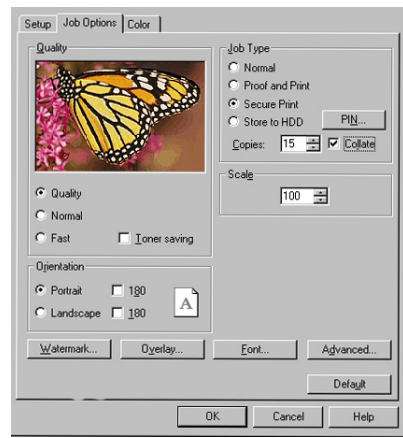 Setup Job Options Color
Quality
Quality
Normal
Fast Toner saving
Orientation
Portrait 180
Landscape 180
A
Job Type
Normal
Proof and Print
Secure Print
Store to HDD PIN...
Copies: 15 Collate
Scale
100
Watermark... Overlay... Font... Advanced...
Default
OK Cancel Help